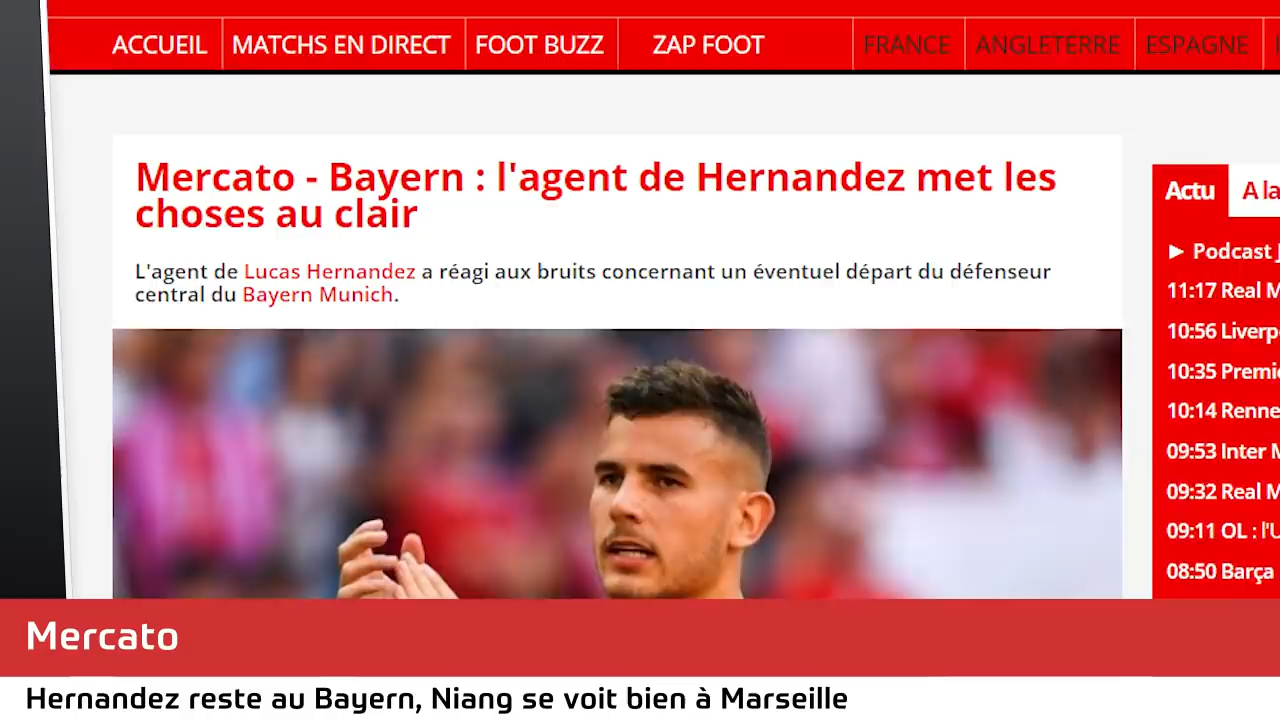 ACCUEIL MATCHS EN DIRECT FOOT BUZZ ZAP FOOT FRANCE ANGLETERRE ESPAGNE
Mercato - Bayern : l'agent de Hernandez met les
choses au clair
L'agent de Lucas Hernandez a réagi aux bruits concernant un éventuel départ du défenseur
central du Bayern Munich.
Actu A la
► Podcast
11:17 Real M
10:56 Liverp
10:35 Premi
10:14 Renne
09:53 Inter M
09:32 Real M
09:11 OL : l'U
08:50 Barça
Mercato
Hernandez reste au Bayern, Niang se voit bien à Marseille